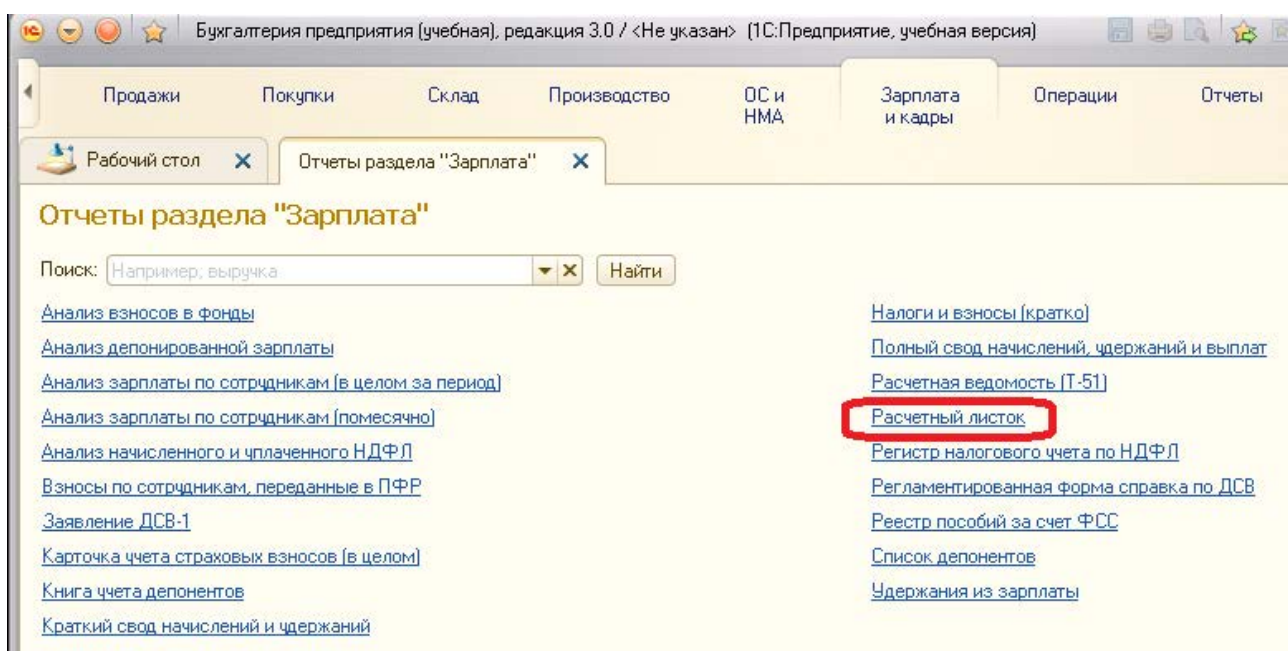 Бухгалтерия предприятия (учебная), редакция 3.0 / <Не указан> (1С:Предприятие, учебная версия)
Продажи Покупки Склад Производство ОС и НМА Зарплата и кадры Операции Отчеты
Рабочий стол Отчеты раздела "Зарплата"
Отчеты раздела "Зарплата"
Поиск: Например, выручка Найти
Анализ взносов в фонды
Анализ депонированной зарплаты
Анализ зарплаты по сотрудникам (в целом за период)
Анализ зарплаты по сотрудникам (помесячно)
Анализ начисленного и уплаченного НДФЛ
Взносы по сотрудникам, переданные в ПФР
Заявление ДСВ-1
Карточка учета страховых взносов (в целом)
Книга учета депонентов
Краткий свод начислений и удержаний
Налоги и взносы (кратко)
Полный свод начислений, удержаний и выплат
Расчетная ведомость (Т-51)
Расчетный листок
Регистр налогового учета по НДФЛ
Регламентированная форма справка по ДСВ
Реестр пособий за счет ФСС
Список депонентов
Удержания из зарплаты